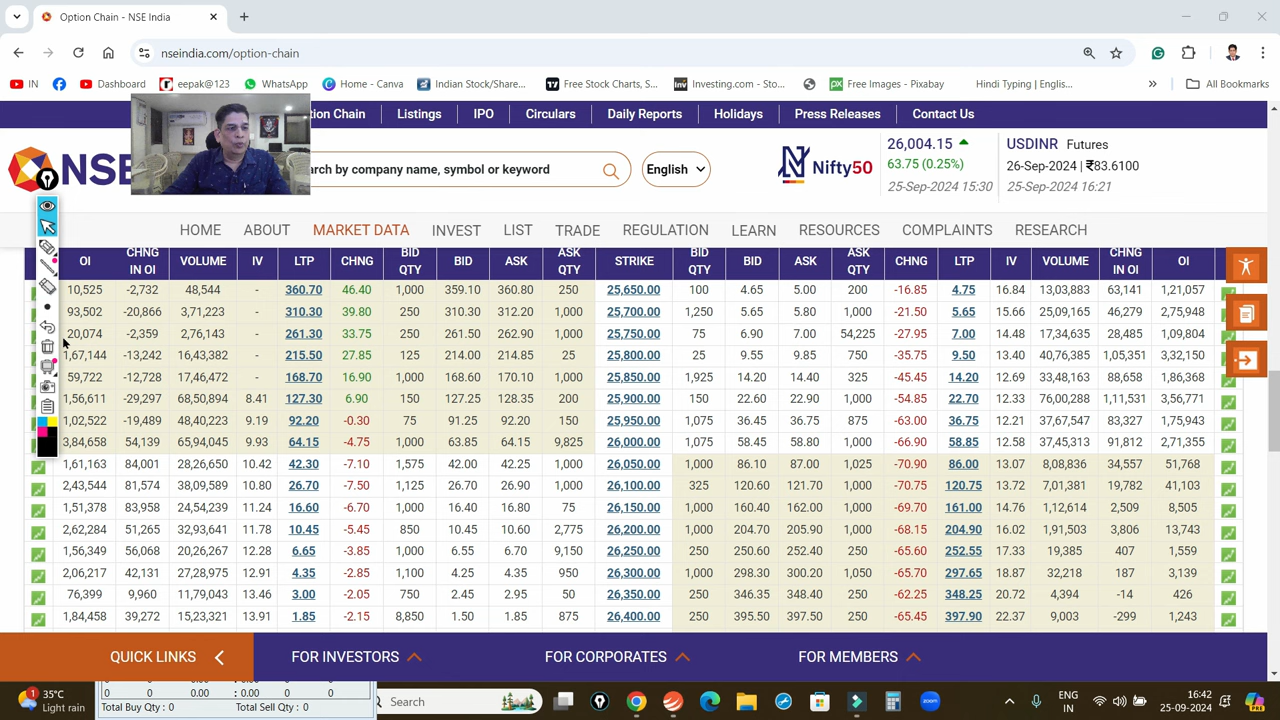 Option Chain - NSE India
nseindia.com/option-chain
IN Dashboard eepak@123 WhatsApp Home - Canva Indian Stock/Share... Free Stock Charts, S... Investing.com - Sto... Free Images - Pixabay Hindi Typing | Englis... All Bookmarks
tion Chain Listings IPO Circulars Daily Reports Holidays Press Releases Contact Us
NSE
arch by company name, symbol or keyword English Nifty50
26,004.15
63.75 (0.25%)
25-Sep-2024 15:30
USDINR Futures
26-Sep-2024 | ₹83.6100
25-Sep-2024 16:21
HOME ABOUT MARKET DATA INVEST LIST TRADE REGULATION LEARN RESOURCES COMPLAINTS RESEARCH
OI CHNG IN OI VOLUME IV LTP CHNG BID QTY BID ASK ASK QTY STRIKE BID QTY BID ASK ASK QTY CHNG LTP IV VOLUME CHNG IN OI OI
10,525 -2,732 48,544 - 360.70 46.40 1,000 359.10 360.80 250 25,650.00 100 4.65 5.00 200 -16.85 4.75 16.84 13,03,883 63,141 1,21,057
93,502 -20,866 3,71,223 - 310.30 39.80 250 310.30 312.20 1,000 25,700.00 1,250 5.65 5.80 1,000 -21.50 5.65 15.66 25,09,165 46,279 2,75,948
20,074 -2,359 2,76,143 - 261.30 33.75 250 261.50 262.90 1,000 25,750.00 75 6.90 7.00 54,225 -27.95 7.00 14.48 17,34,635 28,485 1,09,804
1,67,144 -13,242 16,43,382 - 215.50 27.85 125 214.00 214.85 25 25,800.00 25 9.55 9.85 750 -35.75 9.50 13.40 40,76,385 1,05,351 3,32,150
59,722 -12,728 17,46,472 - 168.70 16.90 1,000 168.60 170.10 250 25,850.00 1,925 14.20 14.40 325 -45.45 14.20 12.69 33,48,163 88,658 1,86,368
1,56,611 -29,297 68,50,894 8.41 127.30 6.90 150 127.25 128.35 200 25,900.00 150 22.60 22.90 1,000 -54.85 22.70 12.33 76,00,288 1,11,531 3,56,771
1,02,522 -19,489 48,40,223 9.19 92.20 -0.30 75 91.25 92.20 150 25,950.00 1,075 36.45 36.95 875 -63.00 36.75 12.21 37,67,547 83,327 1,75,943
3,84,658 54,139 65,94,045 9.93 64.15 -4.75 1,000 63.85 64.15 9,825 26,000.00 1,075 58.45 58.80 1,000 -66.90 58.85 12.58 37,45,313 91,812 2,71,355
1,61,163 84,001 28,26,650 10.42 42.30 -7.10 1,575 42.00 42.25 1,000 26,050.00 1,000 86.10 87.00 1,025 -70.90 86.00 13.07 8,08,836 34,557 51,768
2,43,544 81,574 38,09,589 10.80 26.70 -7.50 1,125 26.70 26.90 1,000 26,100.00 325 120.60 121.70 1,000 -70.75 120.75 13.72 7,01,381 19,782 41,103
1,51,378 83,958 24,54,239 11.24 16.60 -6.70 1,000 16.40 16.80 75 26,150.00 1,000 160.40 162.00 1,000 -69.70 161.00 14.76 1,12,614 2,509 8,505
2,62,284 51,265 32,93,641 11.78 10.45 -5.45 850 10.45 10.60 2,775 26,200.00 1,000 204.70 205.90 1,000 -68.15 204.90 16.02 1,91,503 3,806 13,743
1,56,349 56,068 20,26,267 12.28 6.65 -3.85 1,000 6.55 6.70 9,150 26,250.00 250 250.60 252.40 250 -65.60 252.55 17.33 19,385 407 1,559
2,06,217 42,131 27,28,975 12.91 4.35 -2.85 1,100 4.25 4.35 950 26,300.00 1,000 298.30 300.20 1,050 -65.70 297.65 18.87 32,218 187 3,139
76,399 9,960 11,79,043 13.46 3.00 -2.05 750 2.45 2.95 50 26,350.00 250 346.35 348.40 250 -62.25 348.25 20.72 4,394 -14 426
1,84,458 39,272 15,23,321 13.91 1.85 -2.15 8,850 1.50 1.85 875 26,400.00 250 395.50 397.50 250 -65.45 397.90 22.37 9,003 -299 1,243
QUICK LINKS FOR INVESTORS FOR CORPORATES FOR MEMBERS
0 0 0.00 : 0.00 0 0
Total Buy Qty : 0 Total Sell Qty : 0
1
35°C
Light rain
Search
ENG
IN
16:42
25-09-2024